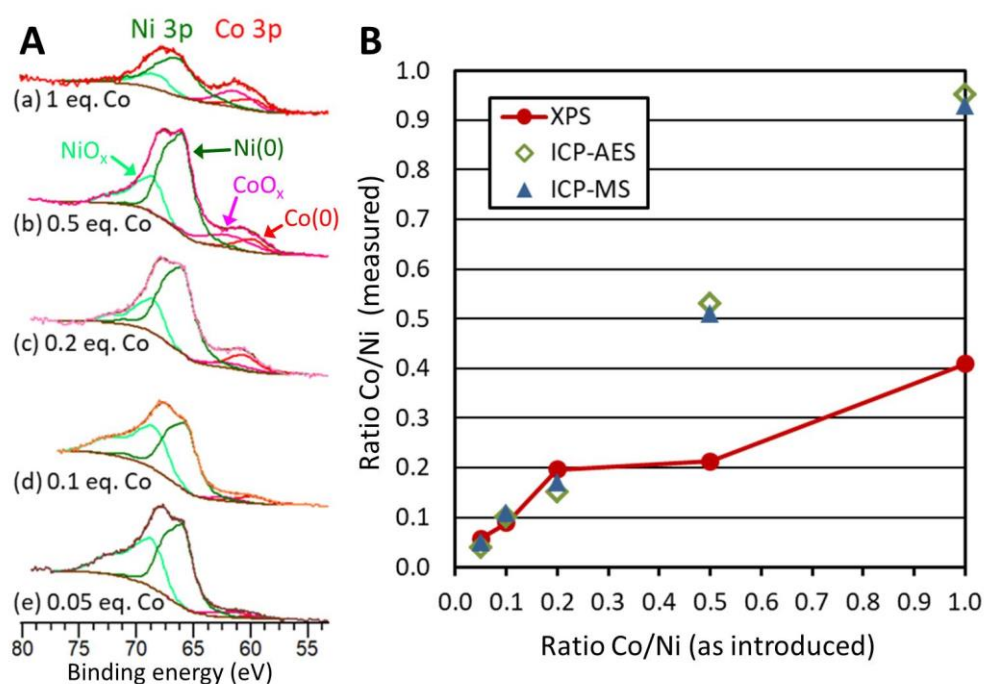 A
Ni 3p Co 3p
(a) 1 eq. Co
NiOₓ
Ni(0)
CoOₓ
Co(0)
(b) 0.5 eq. Co
(c) 0.2 eq. Co
(d) 0.1 eq. Co
(e) 0.05 eq. Co
80 75 70 65 60 55
Binding energy (eV)
B
XPS
ICP-AES
ICP-MS
Ratio Co/Ni (measured)
1.0
0.9
0.8
0.7
0.6
0.5
0.4
0.3
0.2
0.1
0.0
0.0 0.1 0.2 0.3 0.4 0.5 0.6 0.7 0.8 0.9 1.0
Ratio Co/Ni (as introduced)